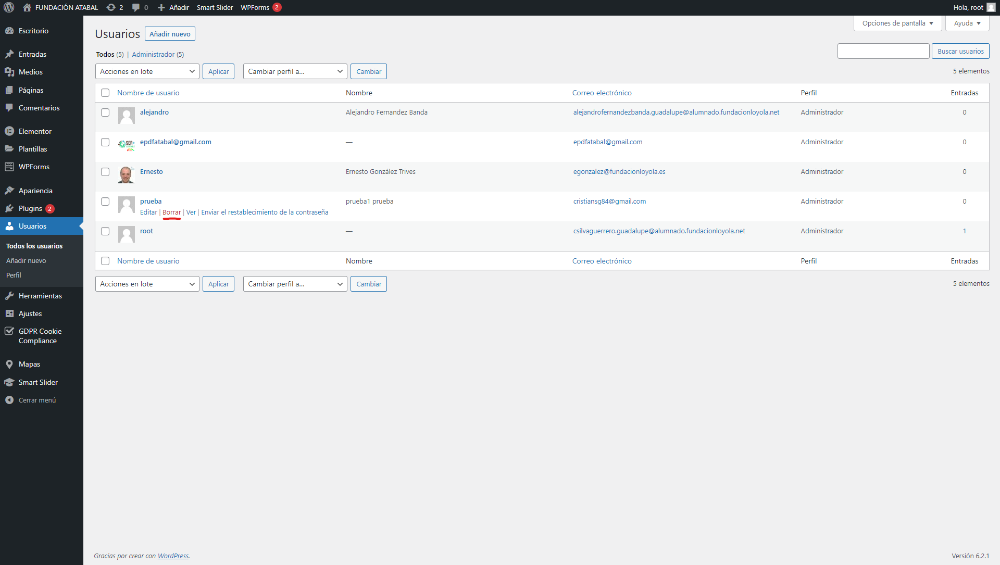 FUNDACIÓN ATABAL 2 0 Añadir Smart Slider WPForms 2 Hola, root
Opciones de pantalla Ayuda
Escritorio
Entradas
Medios
Páginas
Comentarios
Elementor
Plantillas
WPForms
Apariencia
Plugins 2
Usuarios
Todos los usuarios
Añadir nuevo
Perfil
Herramientas
Ajustes
GDPR Cookie
Compliance
Mapas
Smart Slider
Cerrar menú
Usuarios Añadir nuevo
Todos (5) | Administrador (5)
Buscar usuarios
Acciones en lote Aplicar Cambiar perfil a... Cambiar 5 elementos
Nombre de usuario Nombre Correo electrónico Perfil Entradas
alejandro Alejandro Fernandez Banda alejandrofernandezbanda.guadalupe@alumnado.fundacionloyola.net Administrador 0
SER+ epdfatabal@gmail.com — epdfatabal@gmail.com Administrador 0
Ernesto Ernesto González Trives egonzalez@fundacionloyola.es Administrador 0
prueba prueba1 prueba cristiansg84@gmail.com Administrador 0
Editar | Borrar | Ver | Enviar el restablecimiento de la contraseña
root — csilvaguerrero.guadalupe@alumnado.fundacionloyola.net Administrador 1
Nombre de usuario Nombre Correo electrónico Perfil Entradas
Acciones en lote Aplicar Cambiar perfil a... Cambiar 5 elementos
Gracias por crear con WordPress. Versión 6.2.1